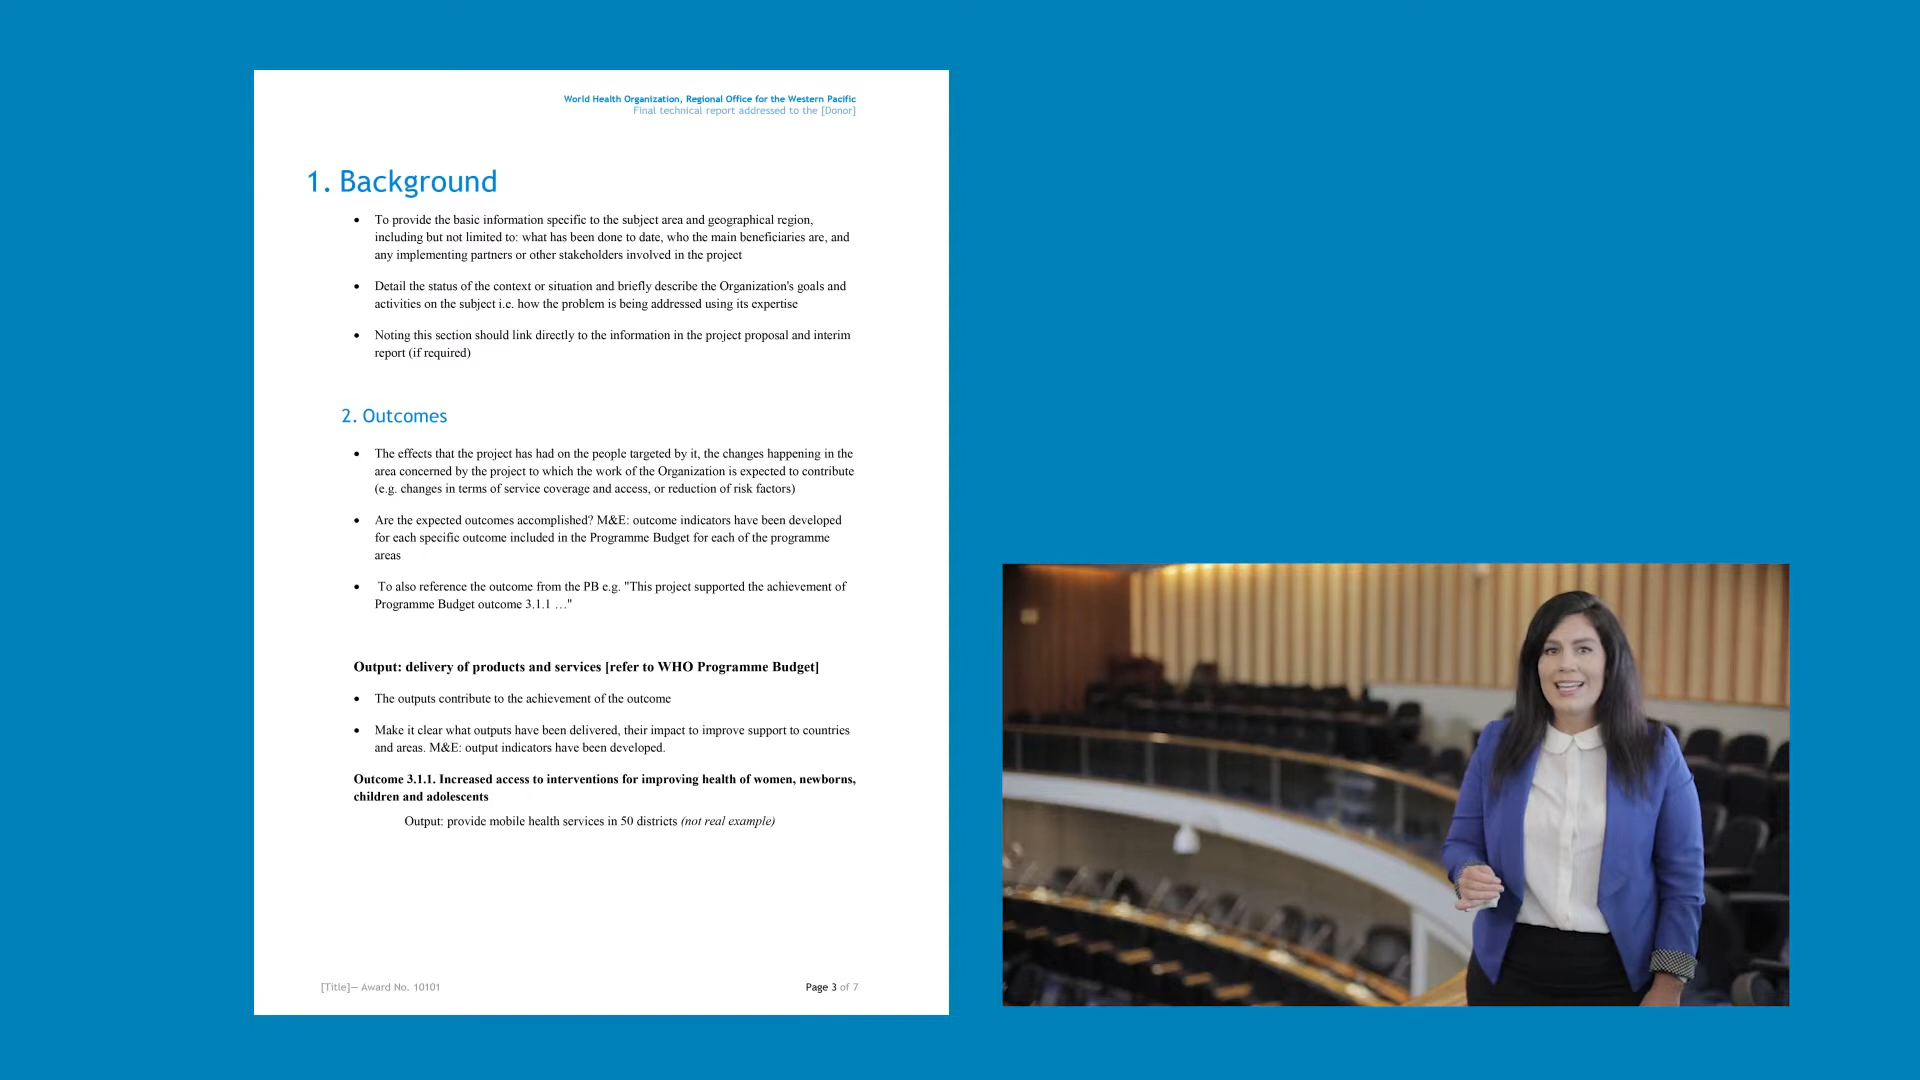 World Health Organization, Regional Office for the Western Pacific
Final technical report addressed to the [Donor]
1. Background
• To provide the basic information specific to the subject area and geographical region,
including but not limited to: what has been done to date, who the main beneficiaries are, and
any implementing partners or other stakeholders involved in the project
• Detail the status of the context or situation and briefly describe the Organization's goals and
activities on the subject i.e. how the problem is being addressed using its expertise
• Noting this section should link directly to the information in the project proposal and interim
report (if required)
2. Outcomes
• The effects that the project has had on the people targeted by it, the changes happening in the
area concerned by the project to which the work of the Organization is expected to contribute
(e.g. changes in terms of service coverage and access, or reduction of risk factors)
• Are the expected outcomes accomplished? M&E: outcome indicators have been developed
for each specific outcome included in the Programme Budget for each of the programme
areas
• To also reference the outcome from the PB e.g. "This project supported the achievement of
Programme Budget outcome 3.1.1 …"
Output: delivery of products and services [refer to WHO Programme Budget]
• The outputs contribute to the achievement of the outcome
• Make it clear what outputs have been delivered, their impact to improve support to countries
and areas. M&E: output indicators have been developed.
Outcome 3.1.1. Increased access to interventions for improving health of women, newborns,
children and adolescents
Output: provide mobile health services in 50 districts (not real example)
[Title]— Award No. 10101
Page 3 of 7